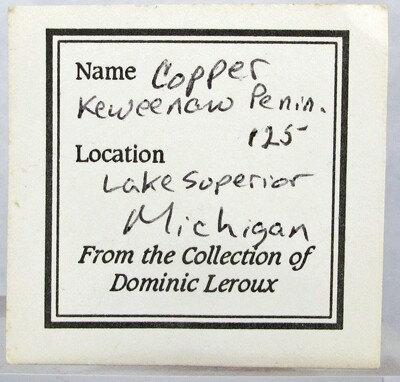 Name Copper
Keweenaw Penin.
125
Location
Lake Superior
Michigan
From the Collection of
Dominic Leroux